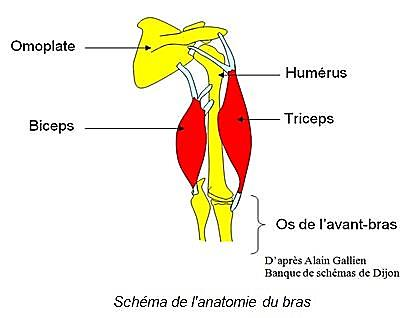 Omoplate
Humérus
Biceps
Triceps
Os de l'avant-bras
D'après Alain Gallien
Banque de schémas de Dijon
Schéma de l'anatomie du bras